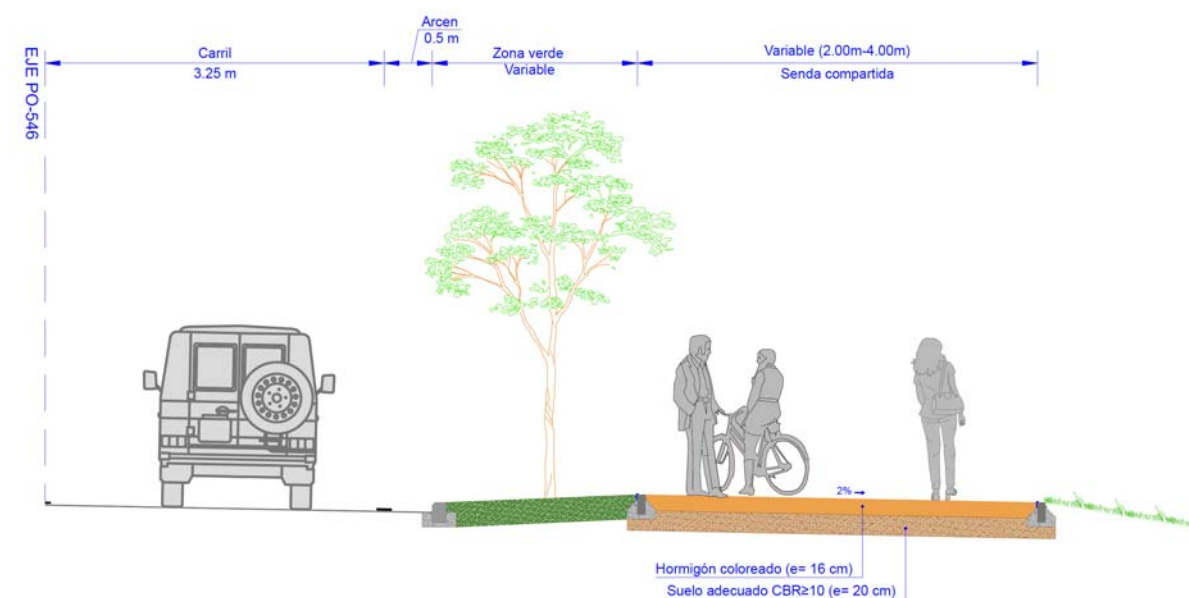 Arcen
0.5 m
Carril
3.25 m
Zona verde
Variable
Variable (2.00m-4.00m)
Senda compartida
EJE PO-546
2%
Hormigón coloreado (e= 16 cm)
Suelo adecuado CBR≥10 (e= 20 cm)